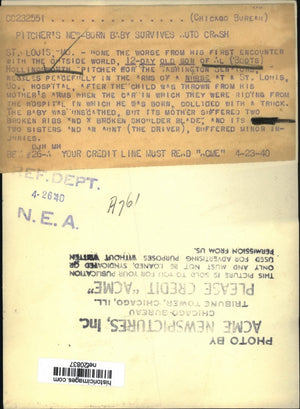 CC232551 (CHICAGO BUREAU)
PITCHER'S NEW-BORN BABY SURVIVES AUTO CRASH
ST. LOUIS, MO. - NONE THE WORSE FROM HIS FIRST ENCOUNTER
WITH THE OUTSIDE WORLD, 12-DAY OLD SON OF AL (BOOTS)
HOLLINGSWORTH, PITCHER FOR THE WASHINGTON SENATORS,
SMILES PEACEFULLY IN THE ARMS OF A NURSE AT A ST. LOUIS,
MO., HOSPITAL, AFTER THE CHILD WAS THROWN FROM HIS
MOTHER'S ARMS WHEN THE CAR IN WHICH THEY WERE RIDING FROM
THE HOSPITAL IN WHICH HE WAS BORN, COLLIDED WITH A TRUCK.
THE BABY WAS UNSCATHED, BUT ITS MOTHER SUFFERED TWO
BROKEN RIBS AND A BROKEN SHOULDER BLADE, AND ITS
TWO SISTERS AND AN AUNT (THE DRIVER), SUFFERED MINOR IN-
JURIES.
DJH WH
YOUR CREDIT LINE MUST READ "ACME" 4-23-40
REF. DEPT.
4-26-40
N.E.A.
A761
PHOTO BY
ACME NEWSPICTURES, Inc.
CHICAGO BUREAU
TRIBUNE TOWER, CHICAGO, ILL.
PLEASE CREDIT "ACME"
THIS PICTURE IS SOLD TO YOUR PUBLICATION
ONLY AND MUST NOT BE LOANED, SYNDICATED OR
USED FOR ADVERTISING PURPOSES WITHOUT WRITTEN
PERMISSION FROM US.
historicimages.com
net20837